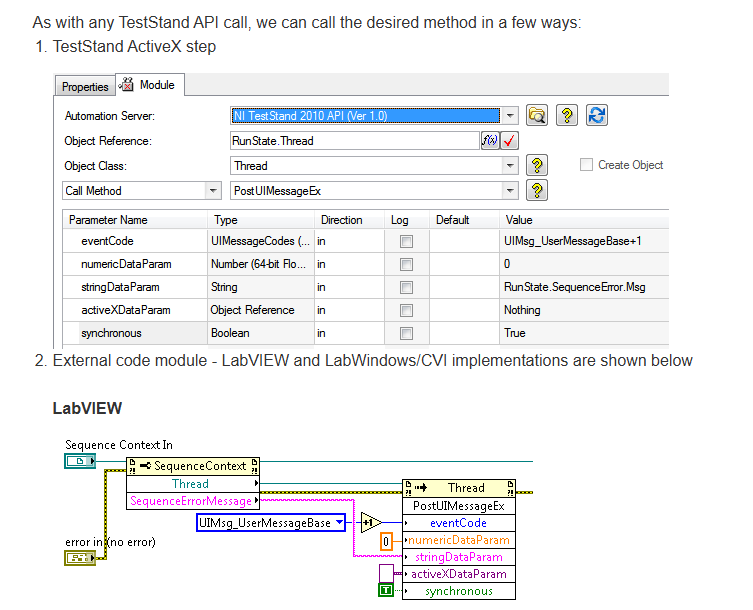 As with any TestStand API call, we can call the desired method in a few ways:
1. TestStand ActiveX step
Properties Module
Automation Server: NI TestStand 2010 API (Ver 1.0)
Object Reference: RunState.Thread f(x)
Object Class: Thread Create Object
Call Method PostUIMessageEx
Parameter Name Type Direction Log Default Value
eventCode UIMessageCodes (... in UIMsg_UserMessageBase+1
numericDataParam Number (64-bit Flo... in 0
stringDataParam String in RunState.SequenceError.Msg
activeXDataParam Object Reference in Nothing
synchronous Boolean in True
2. External code module - LabVIEW and LabWindows/CVI implementations are shown below
LabVIEW
Sequence Context In
SequenceContext
Thread
SequenceErrorMessage
Thread
PostUIMessageEx
UIMsg_UserMessageBase +1 eventCode
error in (no error) 0 numericDataParam
stringDataParam
activeXDataParam
T synchronous